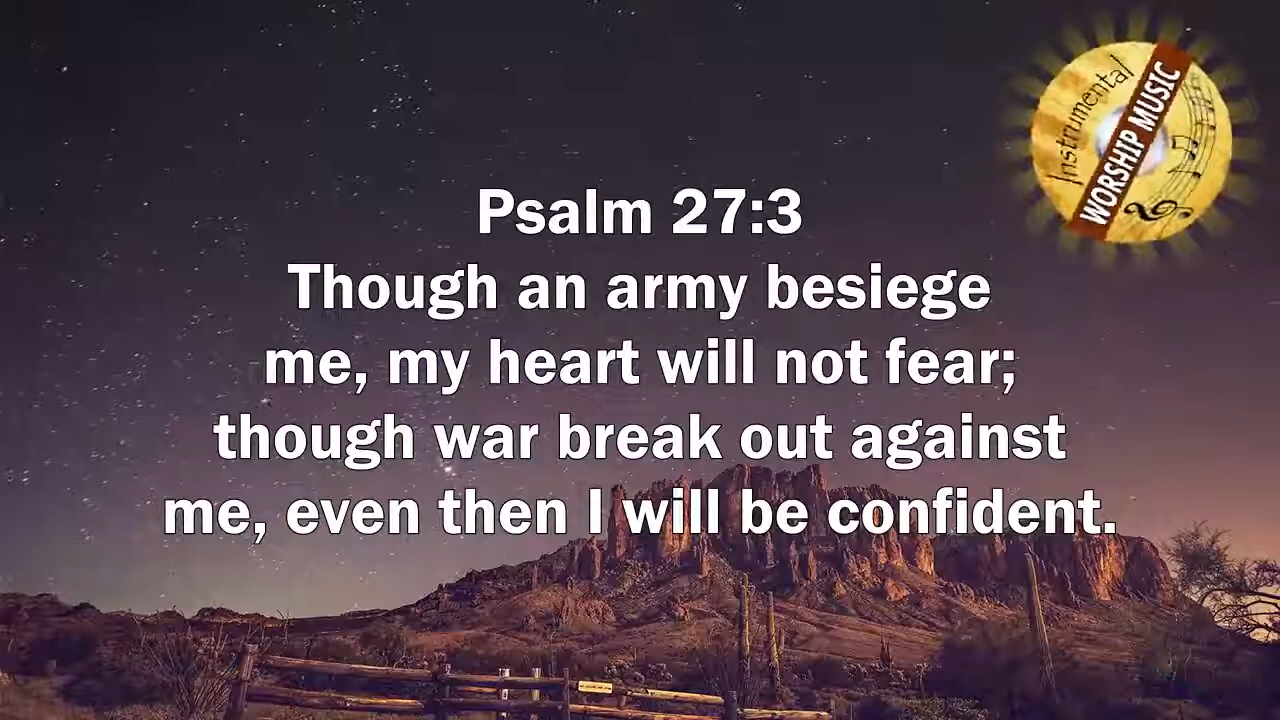 Instrumental
WORSHIP MUSIC
Psalm 27:3
Though an army besiege
me, my heart will not fear;
though war break out against
me, even then I will be confident.